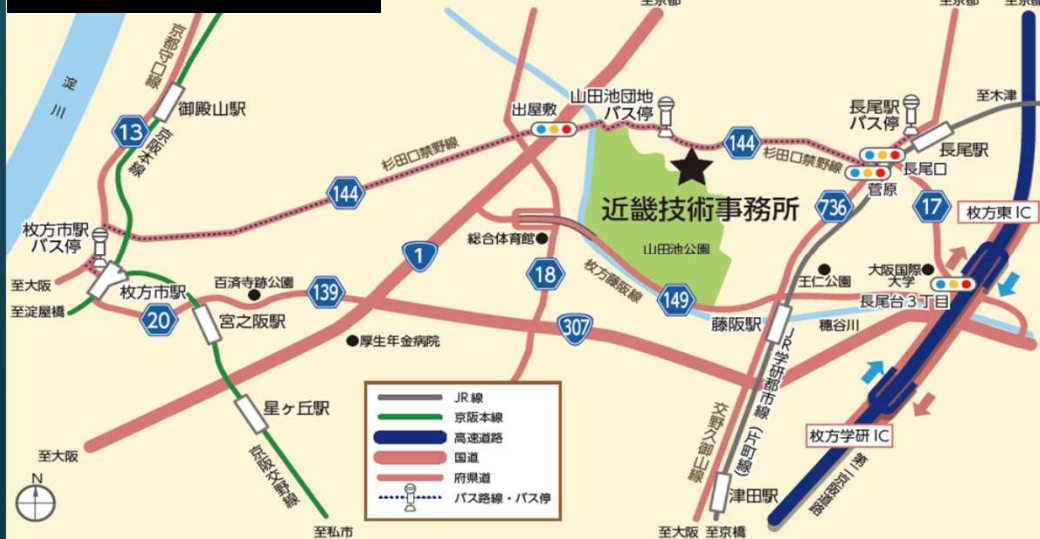 至京都
至京都
至京都
淀川
京都守口線
御殿山駅
13
京阪本線
出屋敷
山田池団地
バス停
長尾駅
バス停
至木津
長尾駅
長尾口
菅原
杉田口禁野線
144
144
杉田口禁野線
近畿技術事務所
736
17
枚方東IC
枚方市駅
バス停
総合体育館
山田池公園
1
18
枚方藤阪線
149
王仁公園
大阪国際
大学
長尾台3丁目
至大阪
至淀屋橋
枚方市駅
百済寺跡公園
139
20
宮之阪駅
307
藤阪駅
穂谷川
厚生年金病院
JR学研都市線(片町線)
星ヶ丘駅
京阪交野線
JR線
京阪本線
高速道路
国道
府県道
バス路線・バス停
交野久御山線
枚方学研IC
第二京阪道路
至大阪
N
津田駅
至私市
至大阪
至京橋